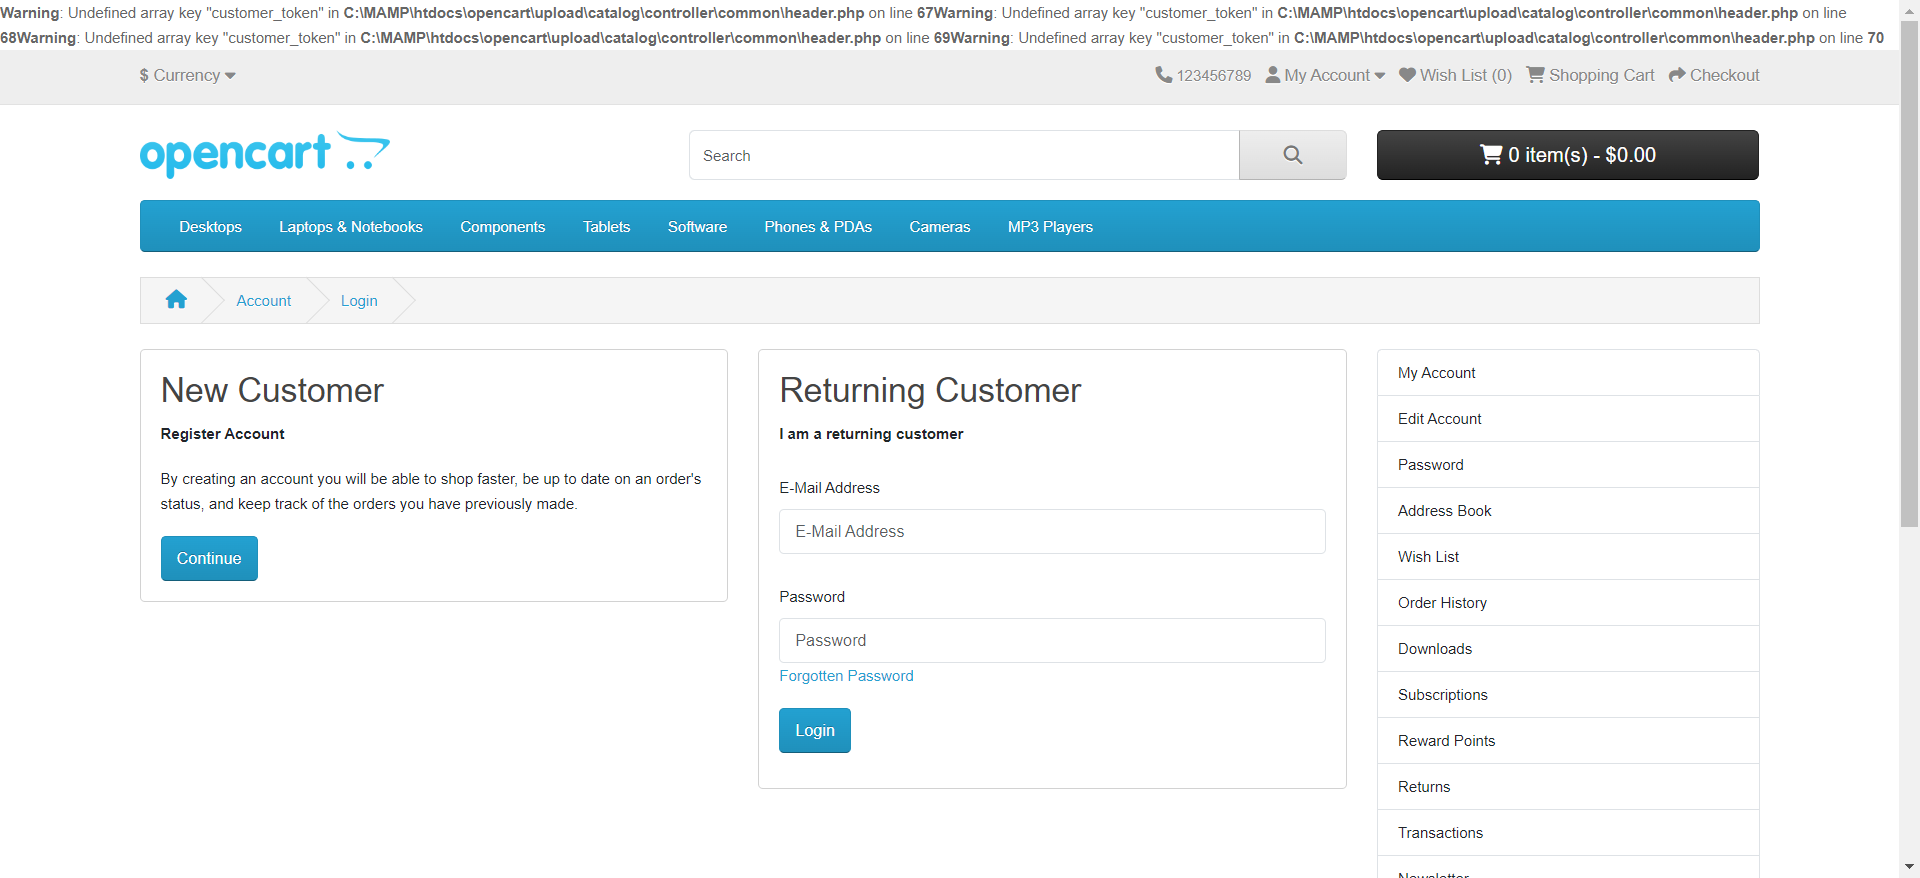 Warning: Undefined array key "customer_token" in C:\MAMP\htdocs\opencart\upload\catalog\controller\common\header.php on line 67Warning: Undefined array key "customer_token" in C:\MAMP\htdocs\opencart\upload\catalog\controller\common\header.php on line
68Warning: Undefined array key "customer_token" in C:\MAMP\htdocs\opencart\upload\catalog\controller\common\header.php on line 69Warning: Undefined array key "customer_token" in C:\MAMP\htdocs\opencart\upload\catalog\controller\common\header.php on line 70
$ Currency 123456789 My Account Wish List (0) Shopping Cart Checkout
opencart Search 0 item(s) - $0.00
Desktops Laptops & Notebooks Components Tablets Software Phones & PDAs Cameras MP3 Players
Account Login
New Customer
Register Account
By creating an account you will be able to shop faster, be up to date on an order's
status, and keep track of the orders you have previously made.
Continue
Returning Customer
I am a returning customer
E-Mail Address
E-Mail Address
Password
Password
Forgotten Password
Login
My Account
Edit Account
Password
Address Book
Wish List
Order History
Downloads
Subscriptions
Reward Points
Returns
Transactions
Newsletter